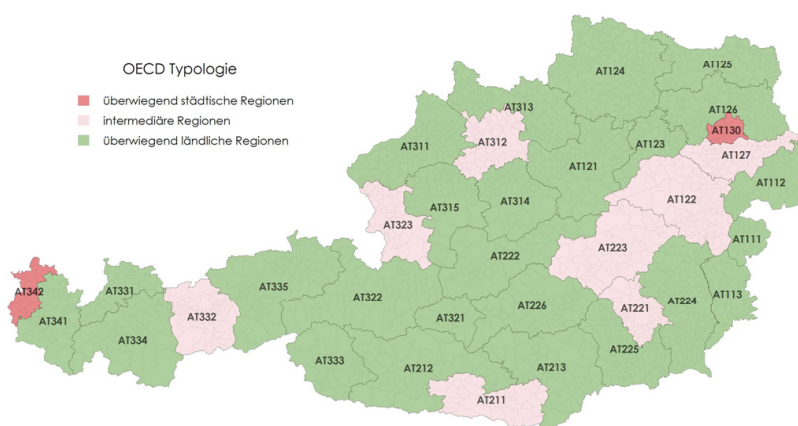 OECD Typologie
überwiegend städtische Regionen
intermediäre Regionen
überwiegend ländliche Regionen
AT124
AT125
AT313
AT126
AT130
AT312
AT311
AT123
AT127
AT121
AT112
AT122
AT315
AT314
AT323
AT111
AT223
AT222
AT342
AT331
AT335
AT322
AT113
AT224
AT226
AT221
AT332
AT321
AT341
AT334
AT225
AT333
AT212
AT213
AT211